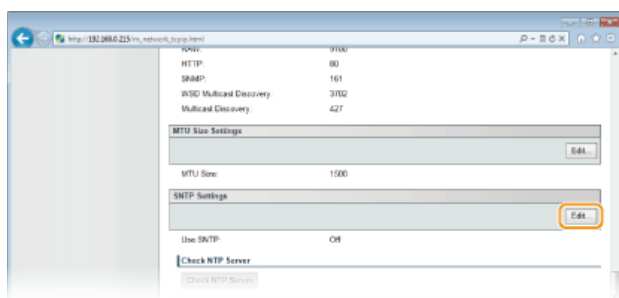 http://192.168.0.215/m_network_tcpip.html
RAW: 9100
HTTP: 80
SNMP: 161
WSD Multicast Discovery: 3702
Multicast Discovery: 427
MTU Size Settings
Edit...
MTU Size: 1500
SNTP Settings
Edit...
Use SNTP: Off
Check NTP Server
Check NTP Server